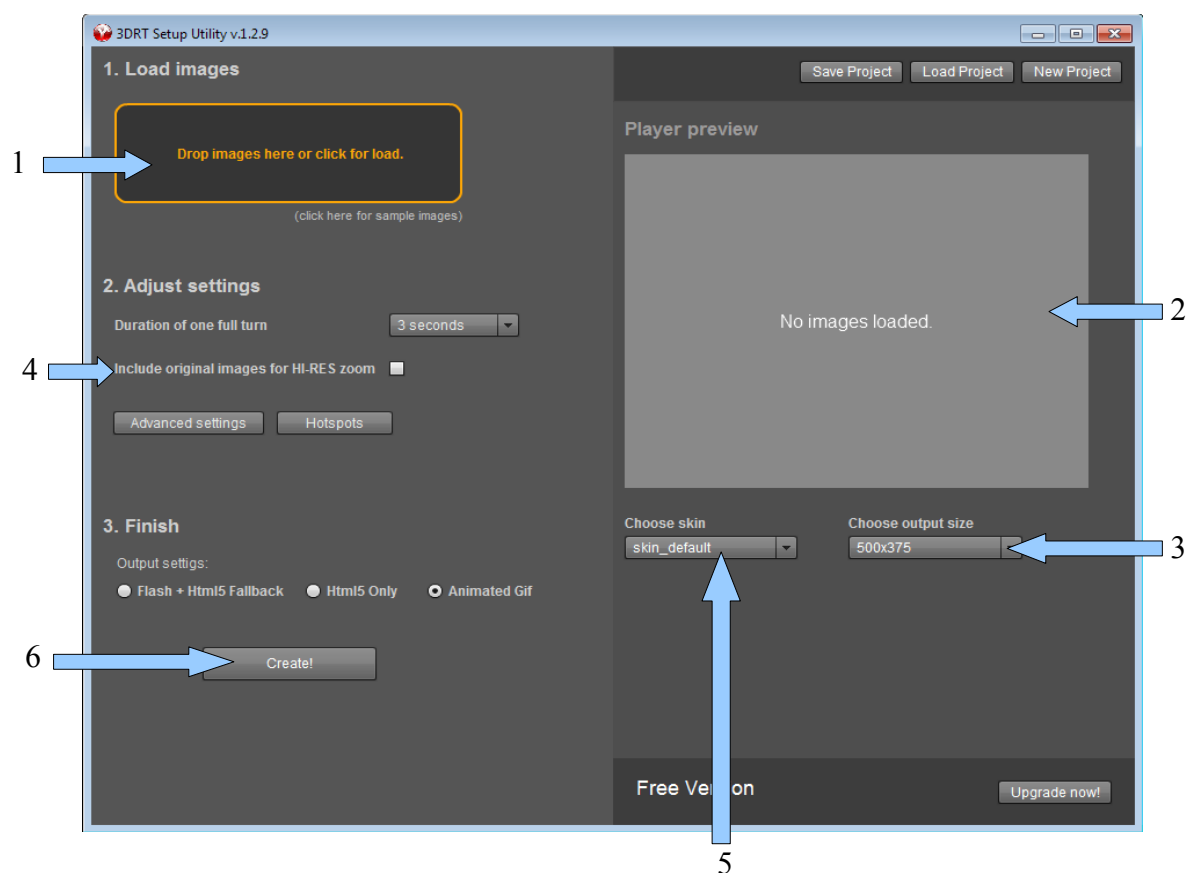 3DRT Setup Utility v.1.2.9
1. Load images
Save Project Load Project New Project
Player preview
1
Drop images here or click for load.
(click here for sample images)
2. Adjust settings
Duration of one full turn 3 seconds
No images loaded.
2
4
Include original images for HI-RES zoom
Advanced settings Hotspots
3. Finish
Choose skin Choose output size
skin_default 500x375
3
Output settigs:
Flash + Html5 Fallback Html5 Only Animated Gif
6
Create!
Free Version
Upgrade now!
5